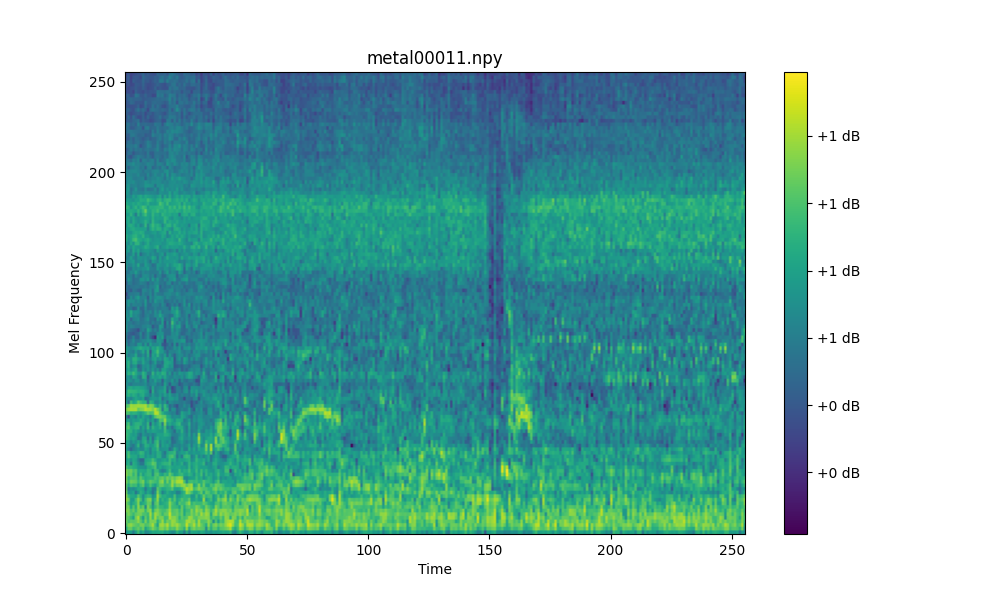 metal00011.npy
250
200
150
100
50
0
Mel Frequency
0 50 100 150 200 250
Time
+1 dB
+1 dB
+1 dB
+1 dB
+0 dB
+0 dB